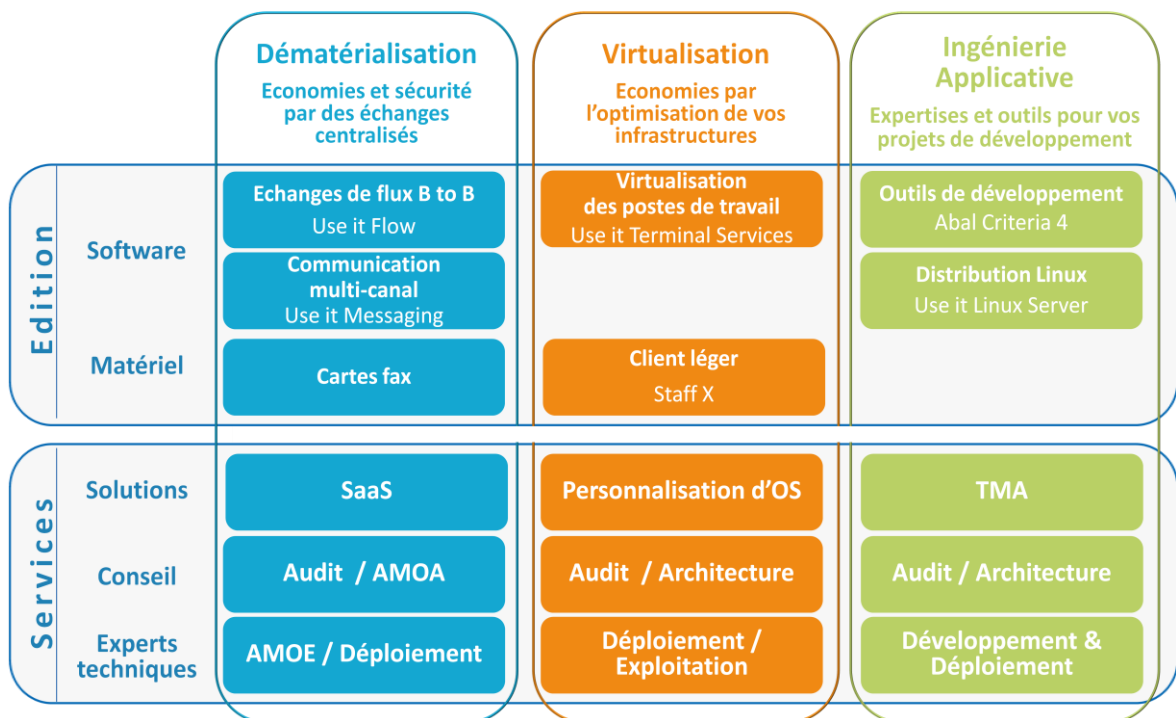 Dématérialisation
Economies et sécurité
par des échanges
centralisés
Virtualisation
Economies par
l'optimisation de vos
infrastructures
Ingénierie
Applicative
Expertises et outils pour vos
projets de développement
Edition
Software
Echanges de flux B to B
Use it Flow
Virtualisation
des postes de travail
Use it Terminal Services
Outils de développement
Abal Criteria 4
Communication
multi-canal
Use it Messaging
Distribution Linux
Use it Linux Server
Matériel
Cartes fax
Client léger
Staff X
Services
Solutions
SaaS
Personnalisation d'OS
TMA
Conseil
Audit / AMOA
Audit / Architecture
Audit / Architecture
Experts
techniques
AMOE / Déploiement
Déploiement /
Exploitation
Développement &
Déploiement